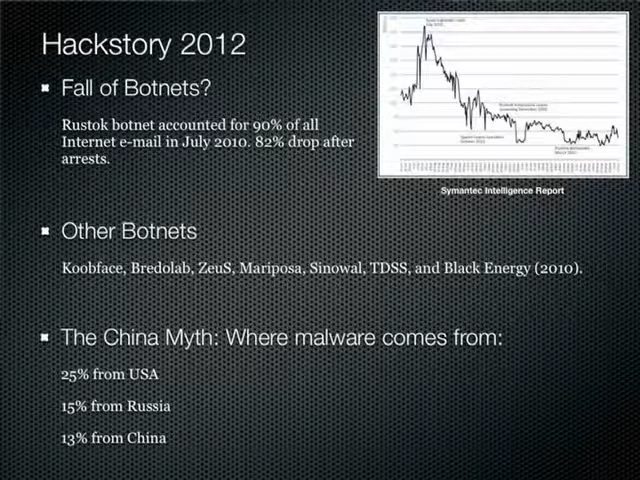 Hackstory 2012
Fall of Botnets?
Rustok botnet accounted for 90% of all
Internet e-mail in July 2010. 82% drop after
arrests.
Symantec Intelligence Report
Other Botnets
Koobface, Bredolab, ZeuS, Mariposa, Sinowal, TDSS, and Black Energy (2010).
The China Myth: Where malware comes from:
25% from USA
15% from Russia
13% from China